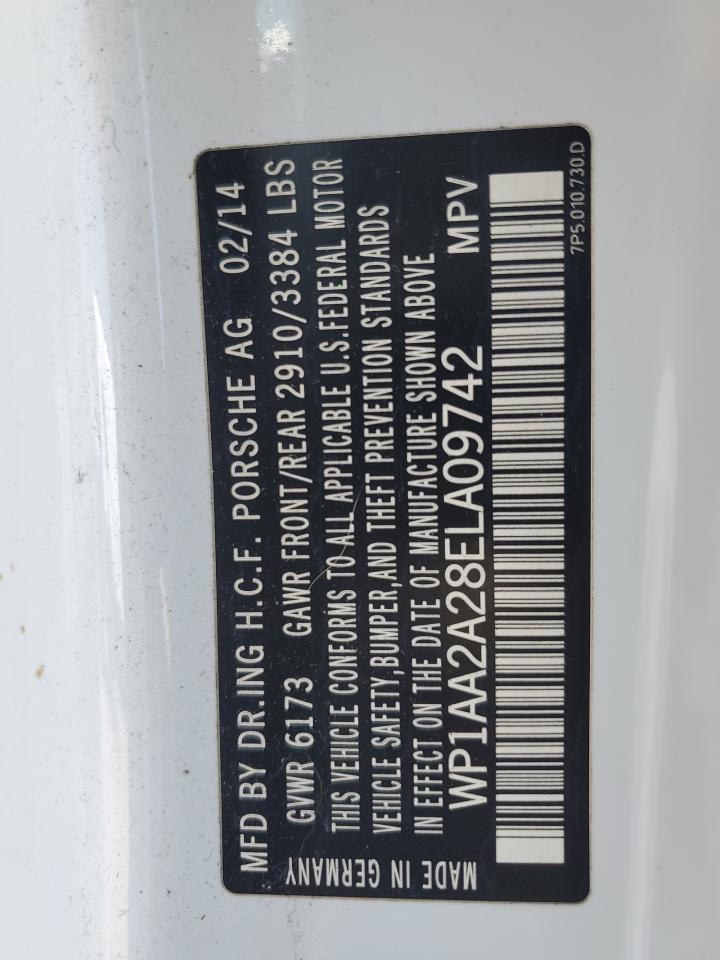 MFD BY DR.ING H.C.F. PORSCHE AG 02/14
GVWR 6173 GAWR FRONT/REAR 2910/3384 LBS
THIS VEHICLE CONFORMS TO ALL APPLICABLE U.S.FEDERAL MOTOR
VEHICLE SAFETY,BUMPER,AND THEFT PREVENTION STANDARDS
IN EFFECT ON THE DATE OF MANUFACTURE SHOWN ABOVE
WP1AA2A28ELA09742 MPV
7P5.010.730.D
MADE IN GERMANY